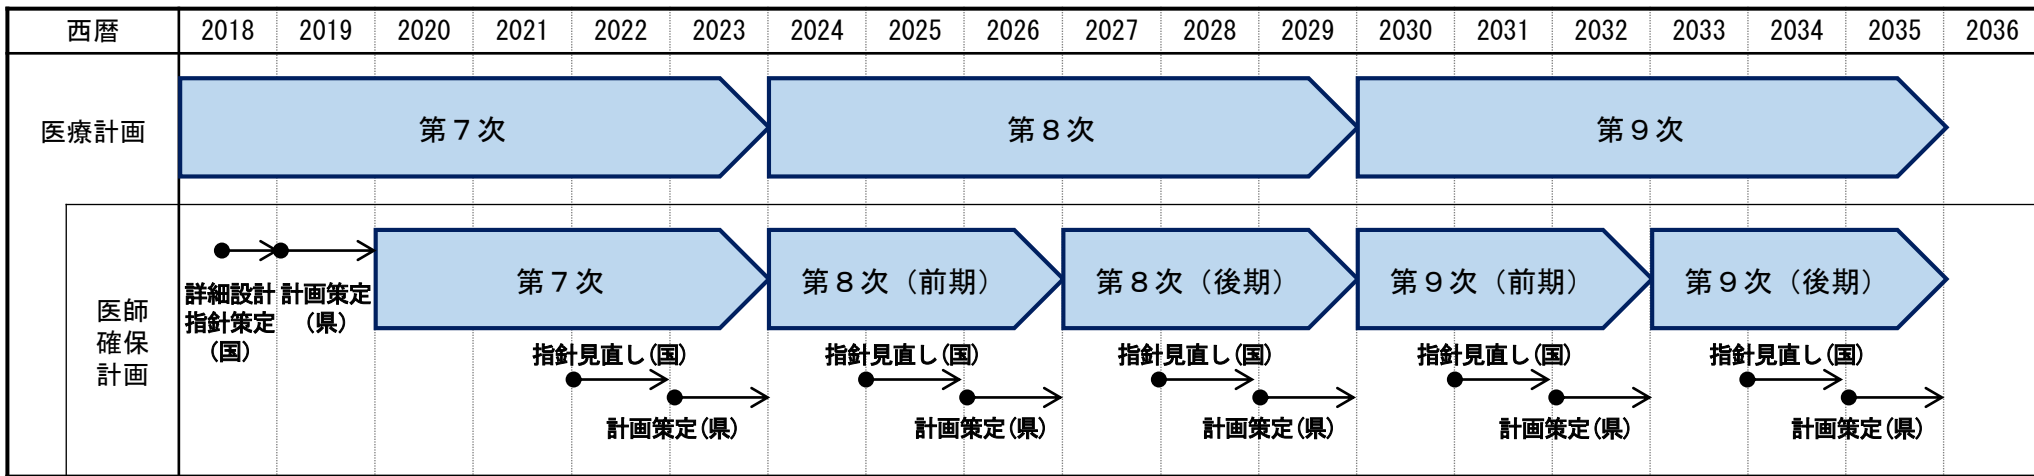 西暦 2018 2019 2020 2021 2022 2023 2024 2025 2026 2027 2028 2029 2030 2031 2032 2033 2034 2035 2036
医療計画 第７次 第８次 第９次
医師
確保
計画
詳細設計
指針策定
（国）
計画策定
（県）
第７次 第８次（前期） 第８次（後期） 第９次（前期） 第９次（後期）
指針見直し(国) 指針見直し(国) 指針見直し(国) 指針見直し(国) 指針見直し(国)
計画策定(県) 計画策定(県) 計画策定(県) 計画策定(県) 計画策定(県)